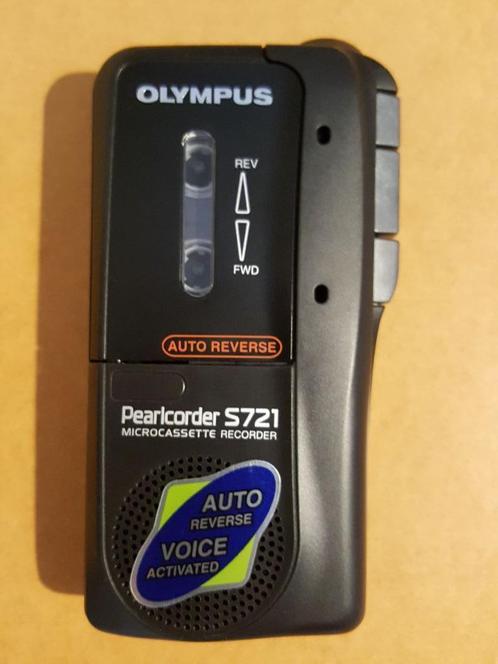 OLYMPUS
REV
FWD
AUTO REVERSE
Pearlcorder S721
MICROCASSETTE RECORDER
AUTO
REVERSE
VOICE
ACTIVATED